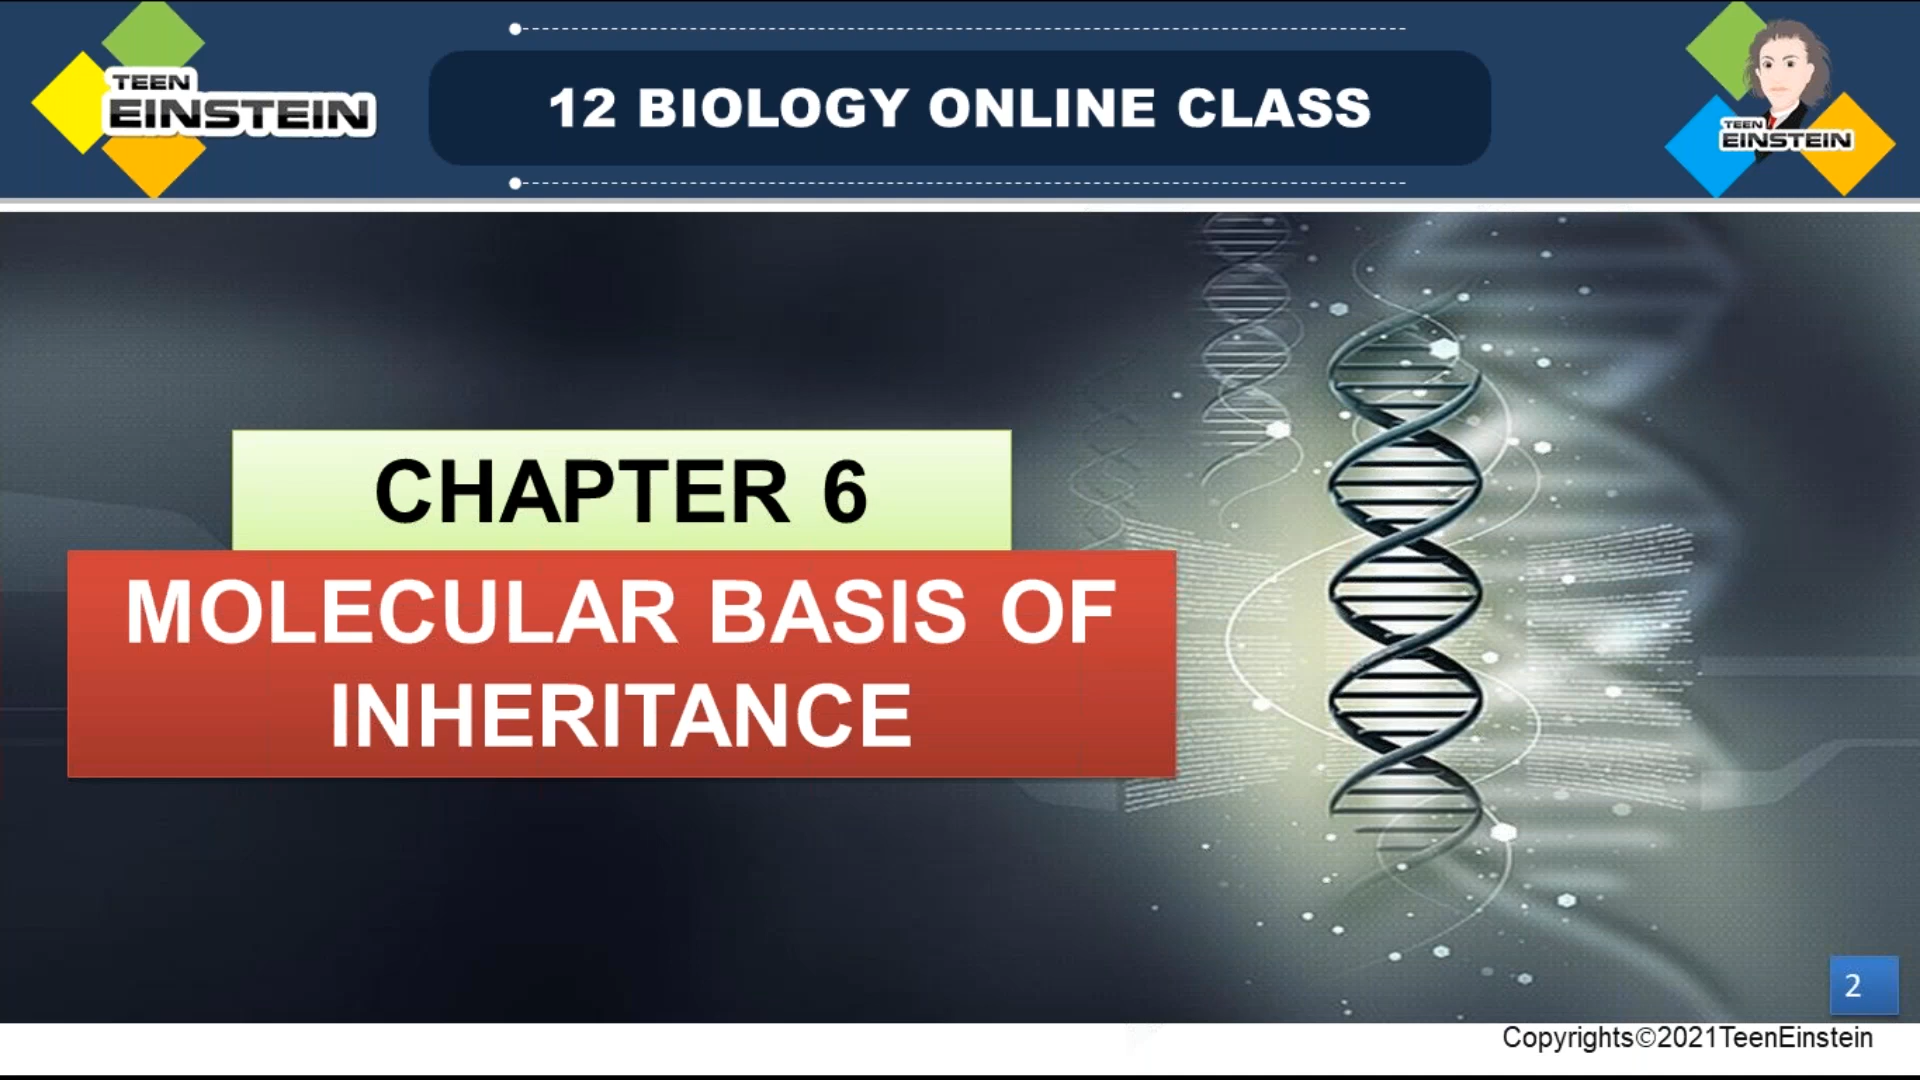 TEEN
EINSTEIN
12 BIOLOGY ONLINE CLASS
TEEN
EINSTEIN
CHAPTER 6
MOLECULAR BASIS OF
INHERITANCE
2
Copyrights©2021TeenEinstein